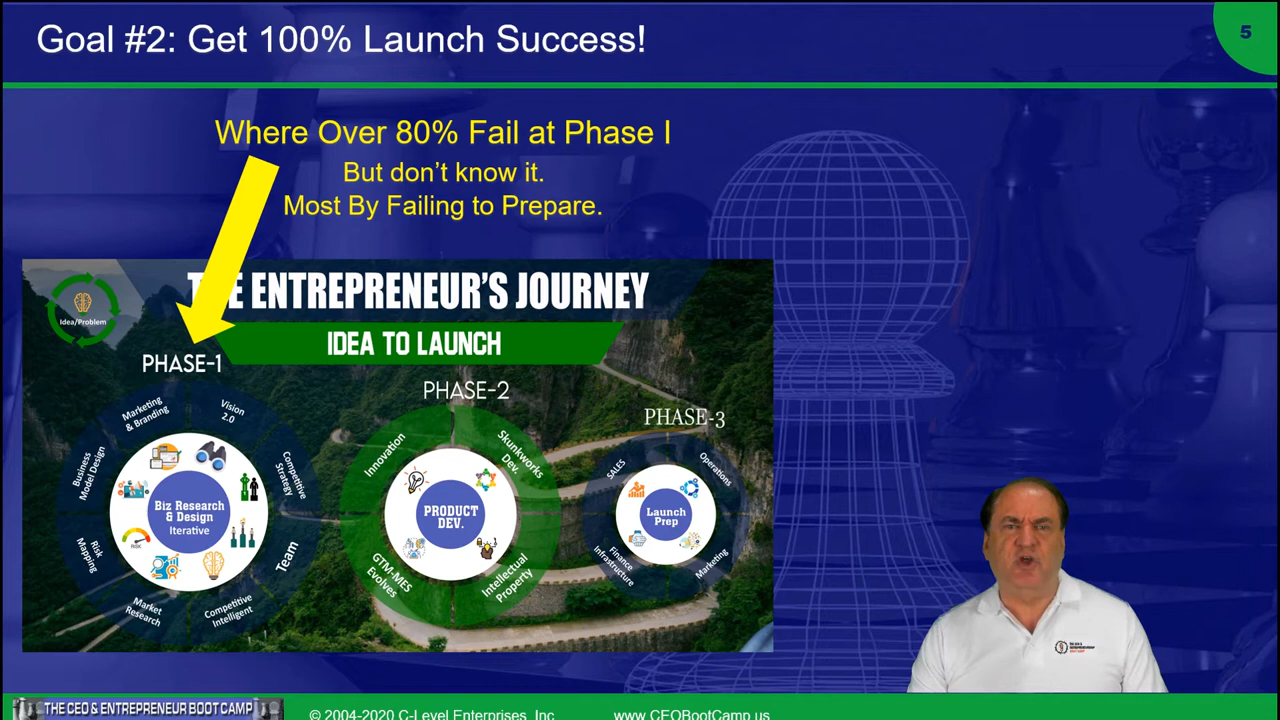 Goal #2: Get 100% Launch Success!
5
Where Over 80% Fail at Phase I
But don't know it.
Most By Failing to Prepare.
THE ENTREPRENEUR'S JOURNEY
IDEA TO LAUNCH
Idea/Problem
PHASE-1
Marketing
& Branding
Vision
2.0
Business
Model Design
Competitive
Strategy
Biz Research
& Design
Iterative
Risk
Mapping
RISK
Team
Market
Research
Competitive
Intelligent
PHASE-2
Innovation
Skunkworks
Dev.
PRODUCT
DEV.
GTM-MES
Evolves
Intellectual
Property
PHASE-3
SALES
Operations
Launch
Prep
Finance
Infrastructure
Marketing
THE CEO & ENTREPRENEUR BOOT CAMP
© 2004-2020 C-Level Enterprises, Inc
www.CEOBootCamp.us